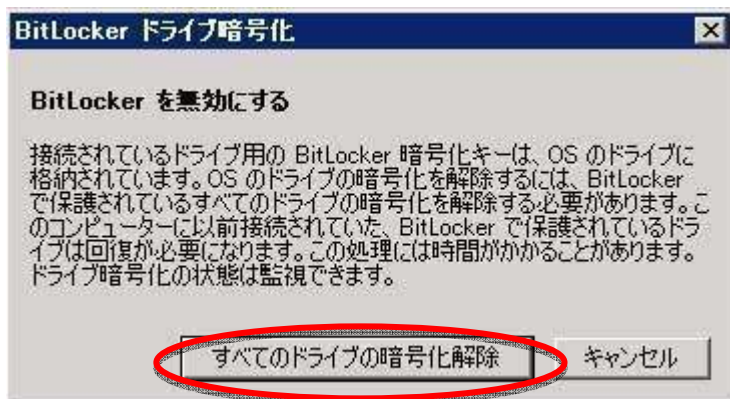 BitLocker ドライブ暗号化
BitLocker を無効にする
接続されているドライブ用の BitLocker 暗号化キーは、OS のドライブに
格納されています。OS のドライブの暗号化を解除するには、BitLocker
で保護されているすべてのドライブの暗号化を解除する必要があります。こ
のコンピューターに以前接続されていた、BitLocker で保護されているドラ
イブは回復が必要になります。この処理には時間がかかることがあります。
ドライブ暗号化の状態は監視できます。
すべてのドライブの暗号化解除
キャンセル